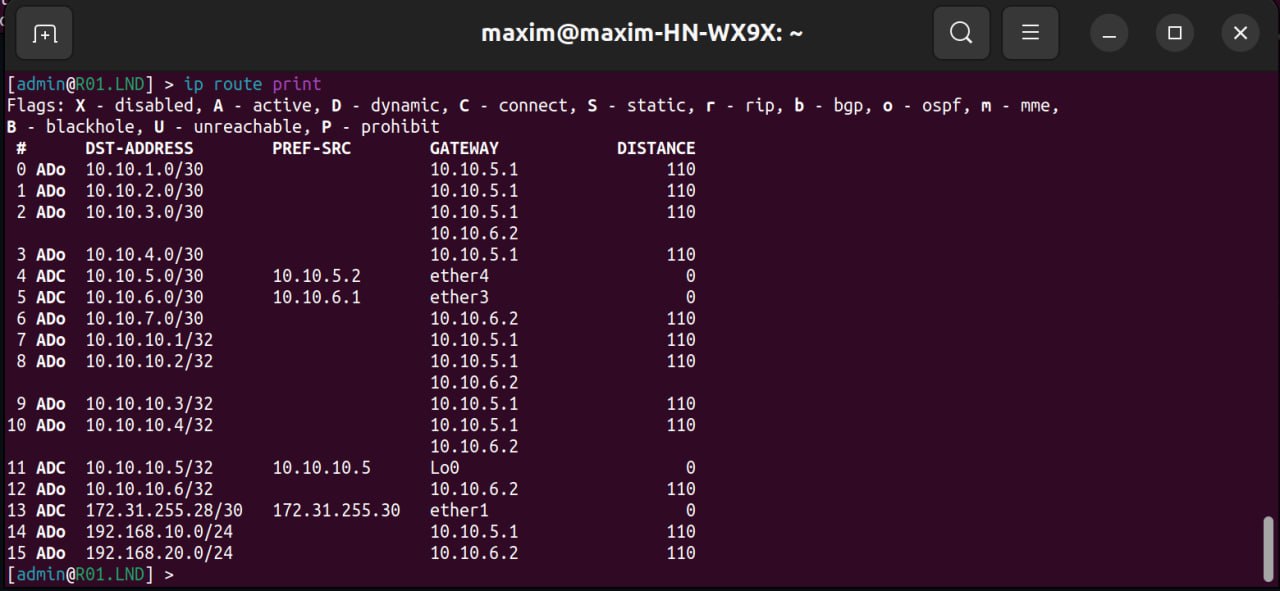 maxim@maxim-HN-WX9X: ~
[admin@R01.LND] > ip route print
Flags: X - disabled, A - active, D - dynamic, C - connect, S - static, r - rip, b - bgp, o - ospf, m - mme,
B - blackhole, U - unreachable, P - prohibit
 #      DST-ADDRESS        PREF-SRC        GATEWAY            DISTANCE
 0 ADo  10.10.1.0/30                       10.10.5.1               110
 1 ADo  10.10.2.0/30                       10.10.5.1               110
 2 ADo  10.10.3.0/30                       10.10.5.1               110
                                           10.10.6.2
 3 ADo  10.10.4.0/30                       10.10.5.1               110
 4 ADC  10.10.5.0/30       10.10.5.2       ether4                    0
 5 ADC  10.10.6.0/30       10.10.6.1       ether3                    0
 6 ADo  10.10.7.0/30                       10.10.6.2               110
 7 ADo  10.10.10.1/32                      10.10.5.1               110
 8 ADo  10.10.10.2/32                      10.10.5.1               110
                                           10.10.6.2
 9 ADo  10.10.10.3/32                      10.10.5.1               110
10 ADo  10.10.10.4/32                      10.10.5.1               110
                                           10.10.6.2
11 ADC  10.10.10.5/32      10.10.10.5      Lo0                       0
12 ADo  10.10.10.6/32                      10.10.6.2               110
13 ADC  172.31.255.28/30   172.31.255.30   ether1                    0
14 ADo  192.168.10.0/24                    10.10.5.1               110
15 ADo  192.168.20.0/24                    10.10.6.2               110
[admin@R01.LND] >